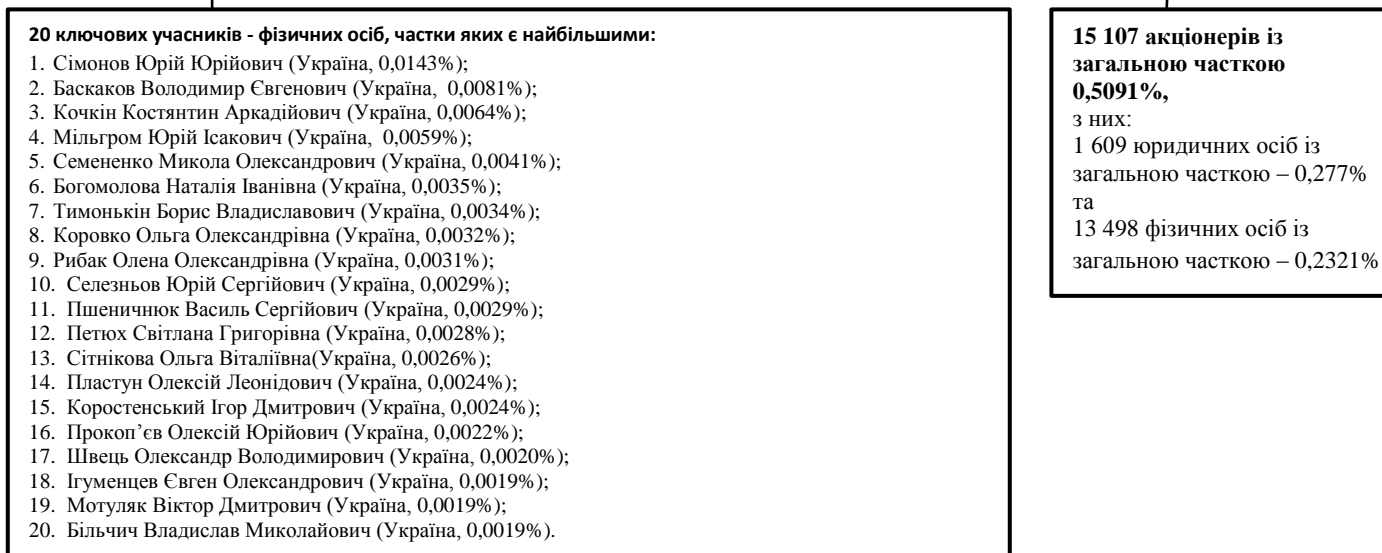 20 ключових учасників - фізичних осіб, частки яких є найбільшими:
1. Сімонов Юрій Юрійович (Україна, 0,0143%);
2. Баскаков Володимир Євгенович (Україна, 0,0081%);
3. Кочкін Костянтин Аркадійович (Україна, 0,0064%);
4. Мільгром Юрій Ісакович (Україна, 0,0059%);
5. Семененко Микола Олександрович (Україна, 0,0041%);
6. Богомолова Наталія Іванівна (Україна, 0,0035%);
7. Тимонькін Борис Владиславович (Україна, 0,0034%);
8. Коровко Ольга Олександрівна (Україна, 0,0032%);
9. Рибак Олена Олександрівна (Україна, 0,0031%);
10. Селезньов Юрій Сергійович (Україна, 0,0029%);
11. Пшеничнюк Василь Сергійович (Україна, 0,0029%);
12. Петюх Світлана Григорівна (Україна, 0,0028%);
13. Сітнікова Ольга Віталіївна(Україна, 0,0026%);
14. Пластун Олексій Леонідович (Україна, 0,0024%);
15. Коростенський Ігор Дмитрович (Україна, 0,0024%);
16. Прокоп’єв Олексій Юрійович (Україна, 0,0022%);
17. Швець Олександр Володимирович (Україна, 0,0020%);
18. Ігуменцев Євген Олександрович (Україна, 0,0019%);
19. Мотуляк Віктор Дмитрович (Україна, 0,0019%);
20. Більчич Владислав Миколайович (Україна, 0,0019%).
15 107 акціонерів із
загальною часткою
0,5091%,
з них:
1 609 юридичних осіб із
загальною часткою – 0,277%
та
13 498 фізичних осіб із
загальною часткою – 0,2321%